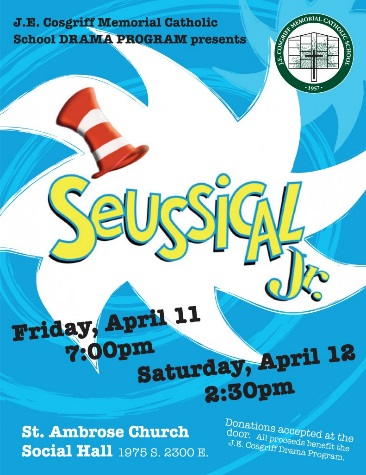 J.E. Cosgriff Memorial Catholic
School DRAMA PROGRAM presents
J.E. COSGRIFF MEMORIAL CATHOLIC SCHOOL
• 1957 •
SEUSSICAL
Jr.
Friday, April 11
7:00pm
Saturday, April 12
2:30pm
St. Ambrose Church
Social Hall 1975 S. 2300 E.
Donations accepted at the
door. All proceeds benefit the
J.E. Cosgriff Drama Program.